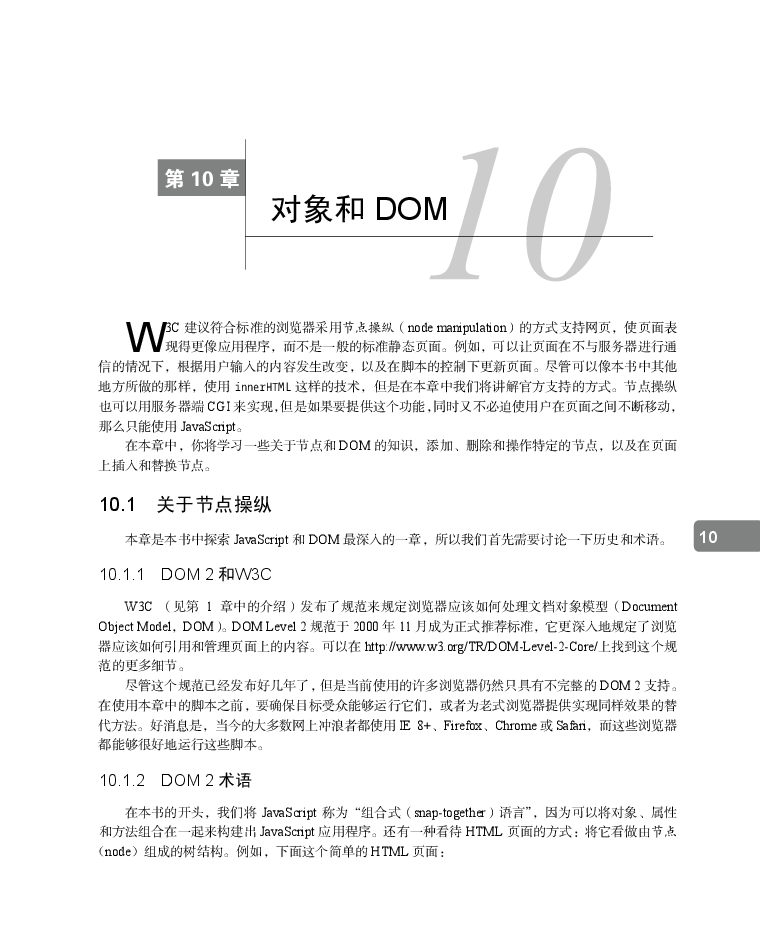 第 10 章
10
对象和 DOM
W3C 建议符合标准的浏览器采用节点操纵（node manipulation）的方式支持网页，使页面表
现得更像应用程序，而不是一般的标准静态页面。例如，可以让页面在不与服务器进行通
信的情况下，根据用户输入的内容发生改变，以及在脚本的控制下更新页面。尽管可以像本书中其他
地方所做的那样，使用 innerHTML 这样的技术，但是在本章中我们将讲解官方支持的方式。节点操纵
也可以用服务器端 CGI 来实现，但是如果要提供这个功能，同时又不必迫使用户在页面之间不断移动，
那么只能使用 JavaScript。
在本章中，你将学习一些关于节点和 DOM 的知识，添加、删除和操作特定的节点，以及在页面
上插入和替换节点。
10.1 关于节点操纵
本章是本书中探索 JavaScript 和 DOM 最深入的一章，所以我们首先需要讨论一下历史和术语。
10
10.1.1 DOM 2 和W3C
W3C （见第 1 章中的介绍）发布了规范来规定浏览器应该如何处理文档对象模型（Document
Object Model，DOM）。DOM Level 2 规范于 2000 年 11 月成为正式推荐标准，它更深入地规定了浏览
器应该如何引用和管理页面上的内容。可以在 http://www.w3.org/TR/DOM-Level-2-Core/上找到这个规
范的更多细节。
尽管这个规范已经发布好几年了，但是当前使用的许多浏览器仍然只具有不完整的 DOM 2 支持。
在使用本章中的脚本之前，要确保目标受众能够运行它们，或者为老式浏览器提供实现同样效果的替
代方法。好消息是，当今的大多数网上冲浪者都使用 IE 8+、Firefox、Chrome 或 Safari，而这些浏览器
都能够很好地运行这些脚本。
10.1.2 DOM 2 术语
在本书的开头，我们将 JavaScript 称为“组合式（snap-together）语言”，因为可以将对象、属性
和方法组合在一起来构建出 JavaScript 应用程序。还有一种看待 HTML 页面的方式：将它看做由节点
（node）组成的树结构。例如，下面这个简单的 HTML 页面：